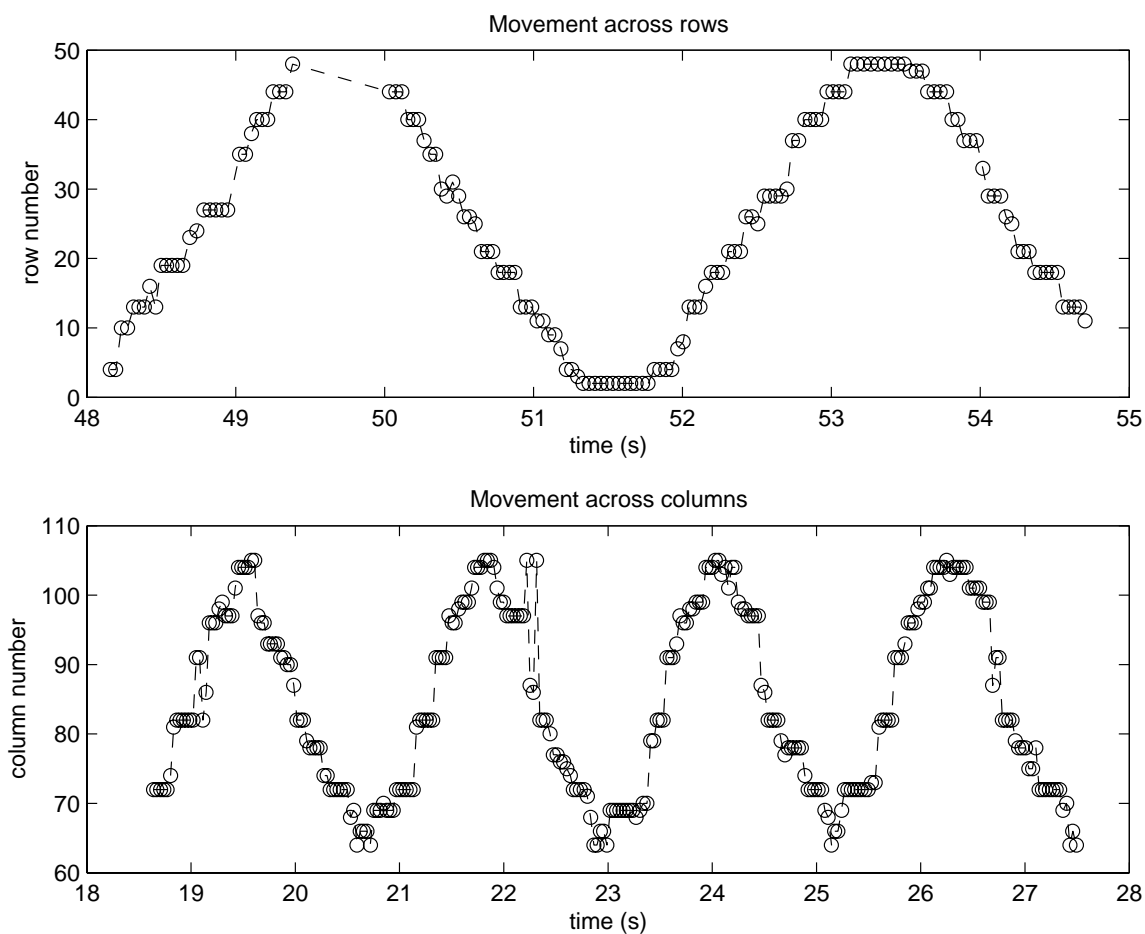 Movement across rows
50
40
30
20
10
0
row number
48 49 50 51 52 53 54 55
time (s)
Movement across columns
110
100
90
80
70
60
column number
18 19 20 21 22 23 24 25 26 27 28
time (s)